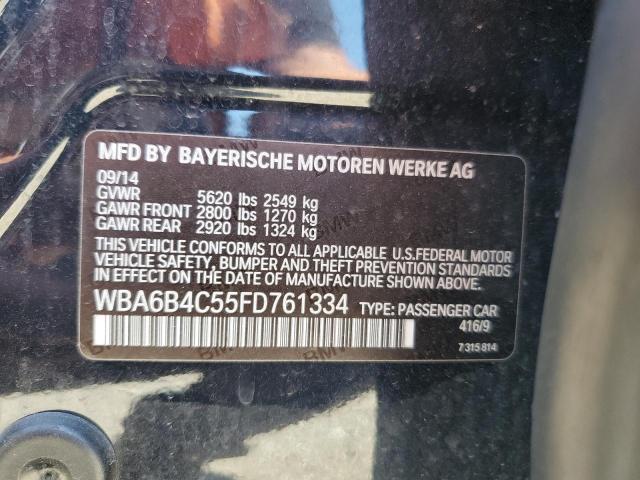 MFD BY BAYERISCHE MOTOREN WERKE AG
09/14
GVWR 5620 lbs 2549 kg
GAWR FRONT 2800 lbs 1270 kg
GAWR REAR 2920 lbs 1324 kg
THIS VEHICLE CONFORMS TO ALL APPLICABLE U.S.FEDERAL MOTOR
VEHICLE SAFETY, BUMPER AND THEFT PREVENTION STANDARDS
IN EFFECT ON THE DATE OF MANUFACTURE SHOWN ABOVE.
WBA6B4C55FD761334 TYPE: PASSENGER CAR
416/9
7 315 814